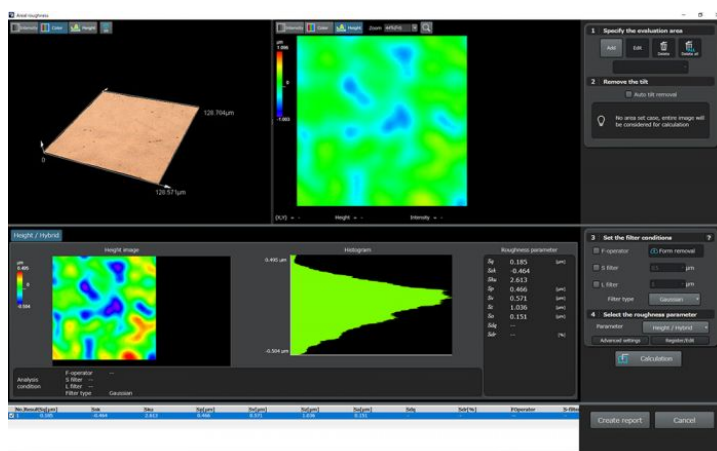 Areal roughness
Intensity Color Height
128.704μm
0
128.571μm
Intensity Color Height Zoom
μm
1.096
0
(X,Y) = - Height = - Intensity = -
1 Specify the evaluation area
Add Edit Delete Delete all
2 Remove the tilt
Auto tilt removal
No area set case, entire image will
be considered for calculation
Height / Hybrid
Height image
μm
0.495
0
-0.504
Histogram
0.495 μm
-0.504 μm
Roughness parameter
Sq 0.185 [μm]
Ssk -0.464
Sku 2.613
Sp 0.466 [μm]
Sv 0.571 [μm]
Sz 1.036 [μm]
Sa 0.151 [μm]
Sdq --
Sdr -- [%]
Analysis
condition
F-operator --
S filter --
L filter --
Filter type Gaussian
3 Set the filter conditions ?
F-operator Form removal
S filter μm
L filter μm
Filter type Gaussian
4 Select the roughness parameter
Parameter Height / Hybrid
Advanced settings Register/Edit
Calculation
No. Result Sq[μm] Ssk Sku Sp[μm] Sv[μm] Sz[μm] Sa[μm] Sdq Sdr[%] F-Operator S-filter
1 0.185 -0.464 2.613 0.466 0.571 1.036 0.151
Create report Cancel